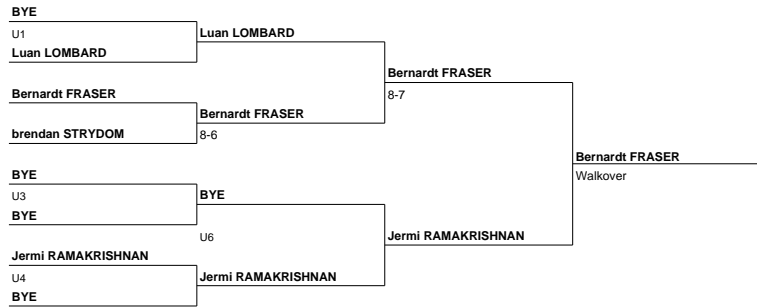 BYE
U1
Luan LOMBARD
Bernardt FRASER
brendan STRYDOM
BYE
U3
BYE
Jermi RAMAKRISHNAN
U4
BYE
Luan LOMBARD
Bernardt FRASER
8-6
BYE
U6
Jermi RAMAKRISHNAN
Bernardt FRASER
8-7
Jermi RAMAKRISHNAN
Bernardt FRASER
Walkover